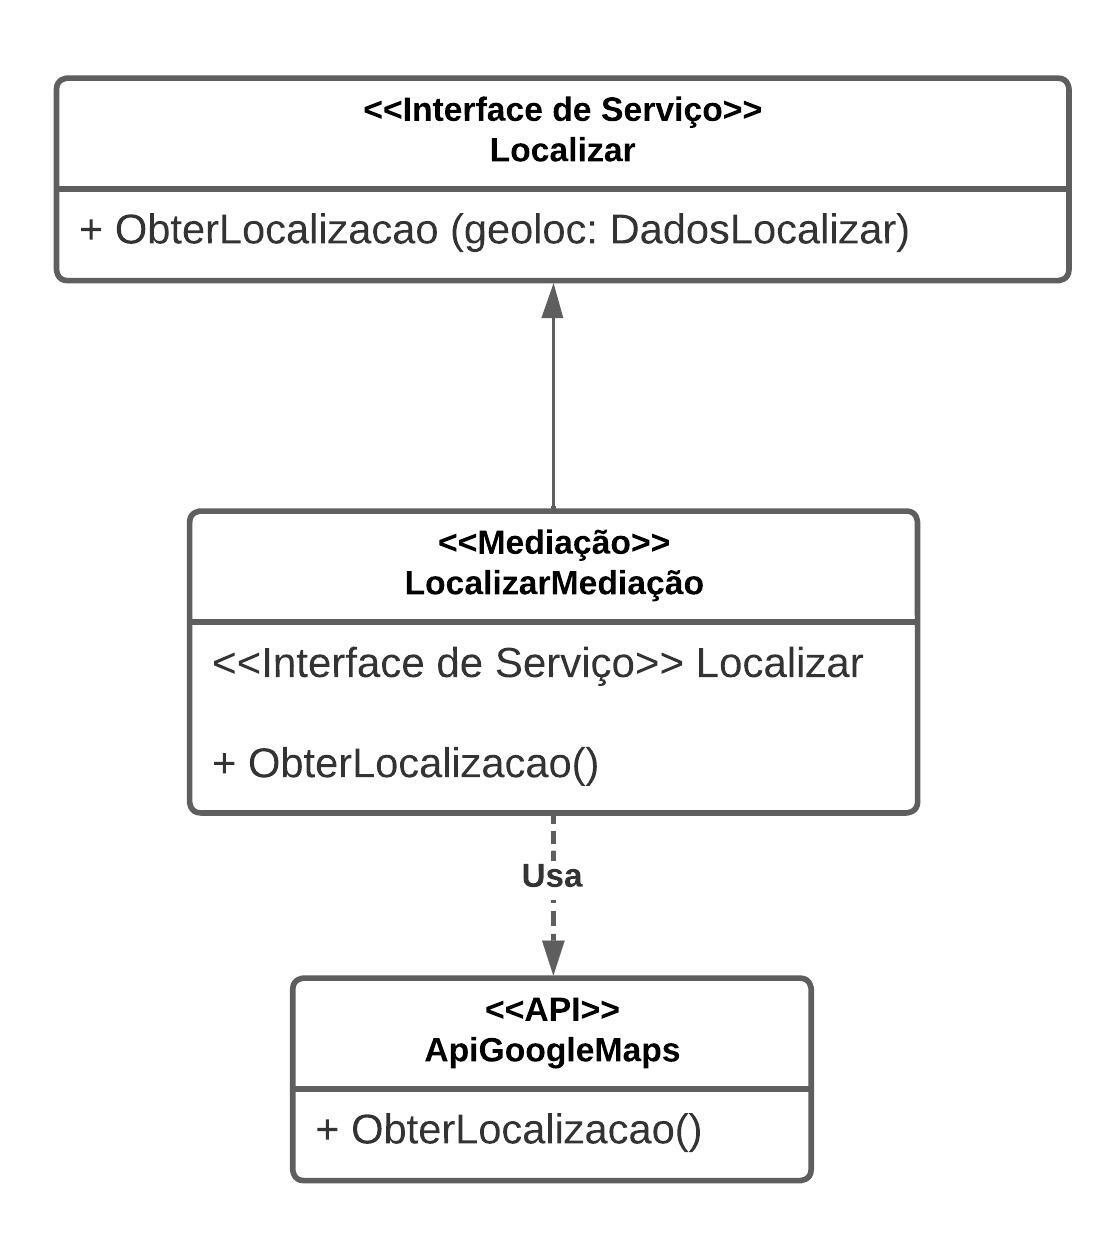 <<Interface de Serviço>>
Localizar
+ ObterLocalizacao (geoloc: DadosLocalizar)
<<Mediação>>
LocalizarMediação
<<Interface de Serviço>> Localizar
+ ObterLocalizacao()
Usa
<<API>>
ApiGoogleMaps
+ ObterLocalizacao()